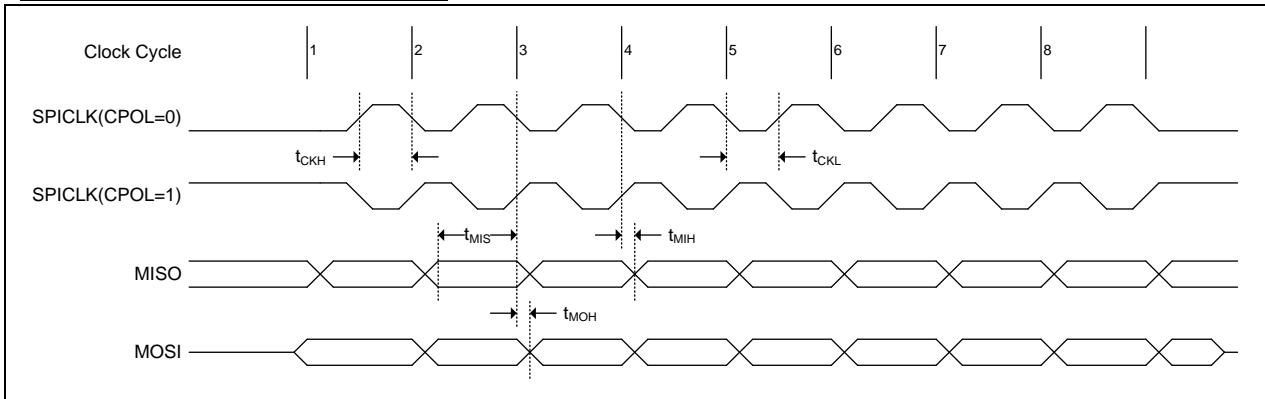 Clock Cycle 1 2 3 4 5 6 7 8
SPICLK(CPOL=0)
tCKH tCKL
SPICLK(CPOL=1)
tMIS tMIH
MISO
tMOH
MOSI